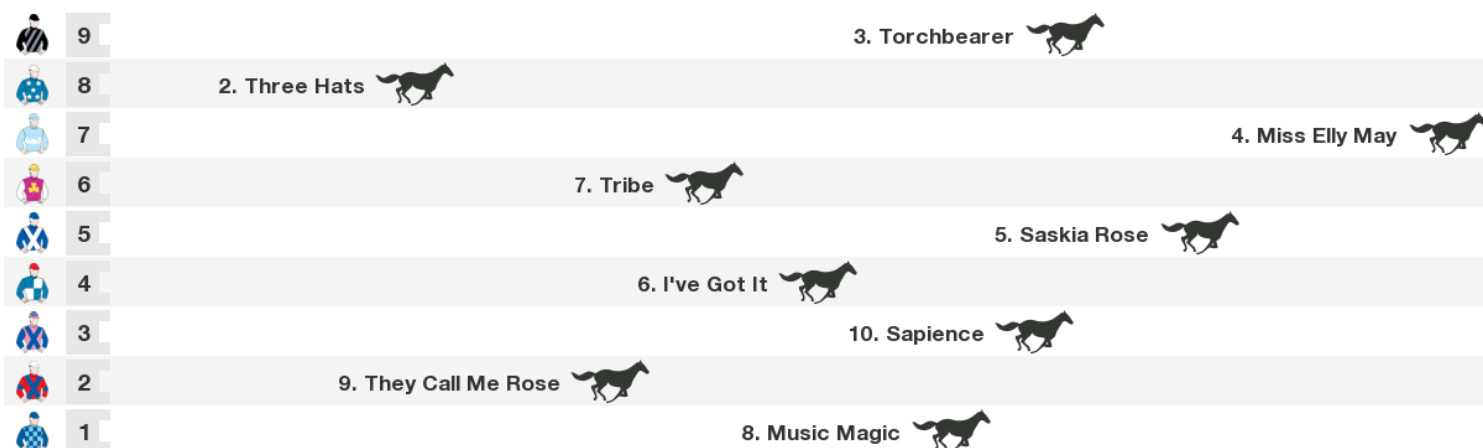 9 3. Torchbearer
8 2. Three Hats
7 4. Miss Elly May
6 7. Tribe
5 5. Saskia Rose
4 6. I've Got It
3 10. Sapience
2 9. They Call Me Rose
1 8. Music Magic